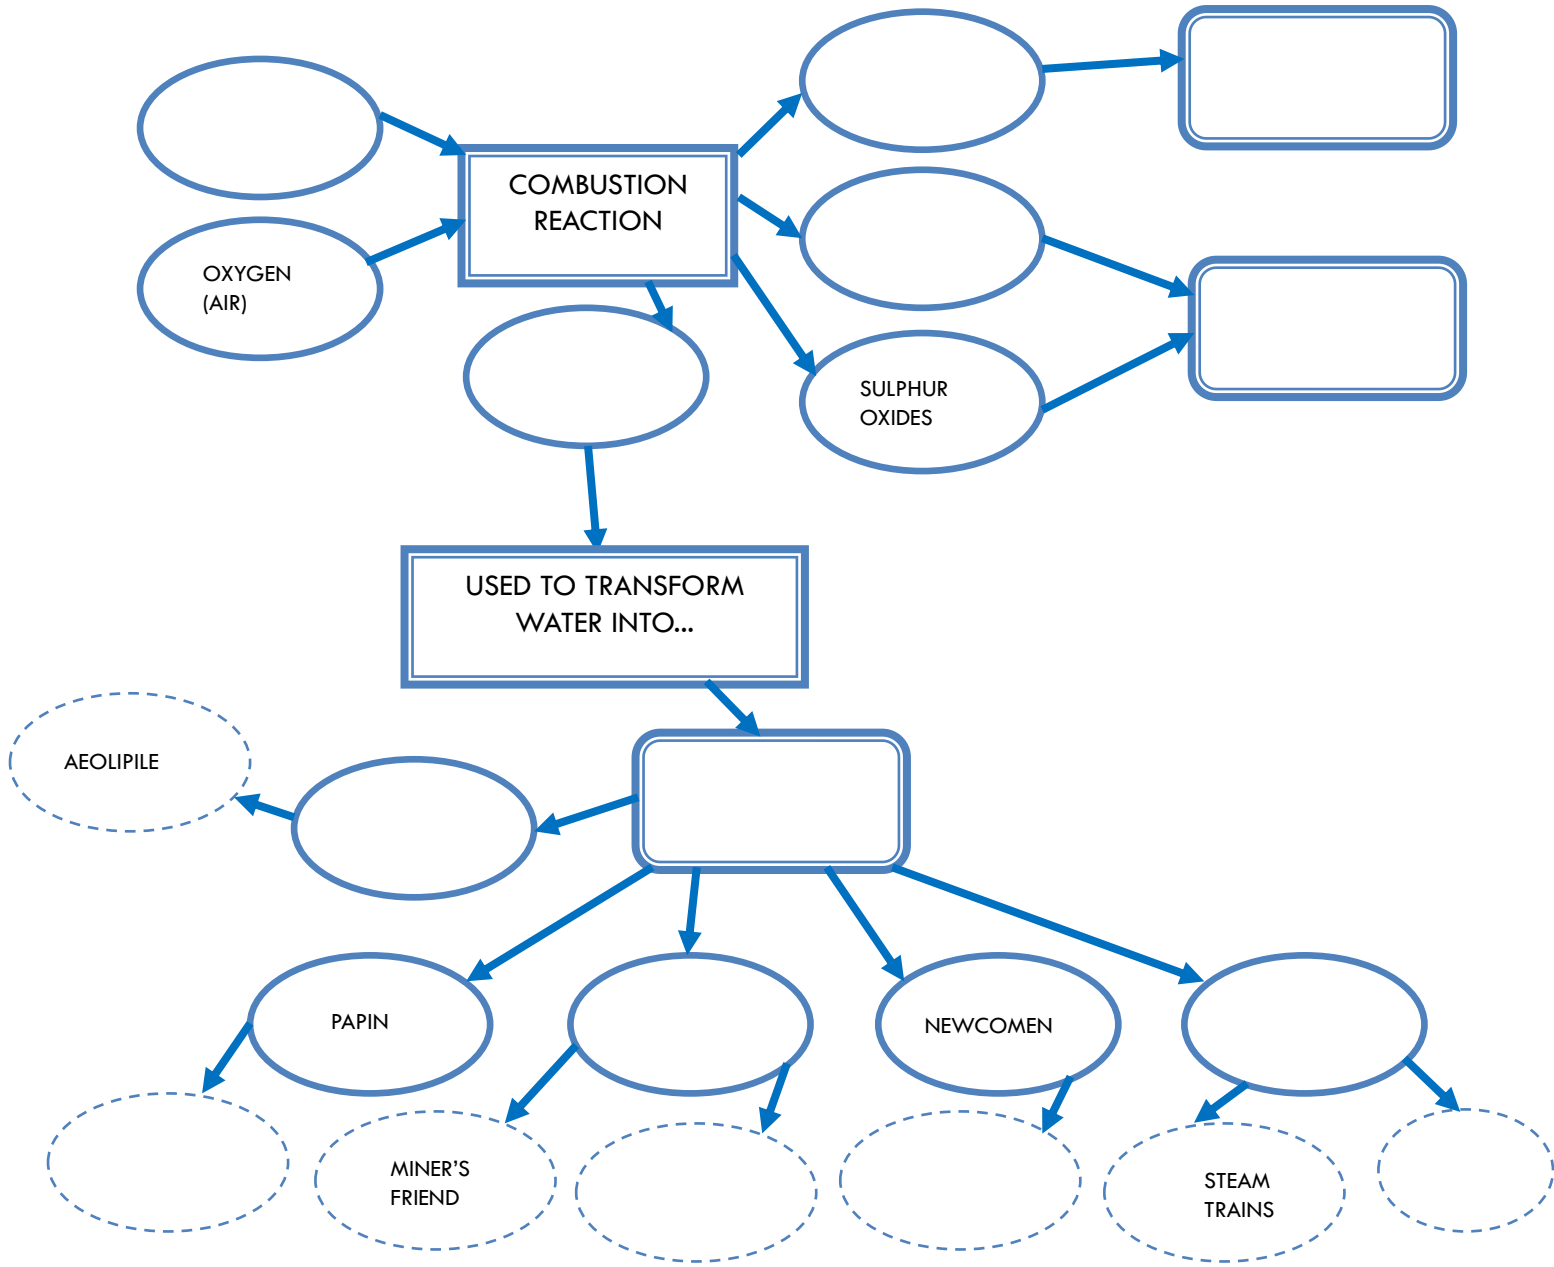 COMBUSTION
REACTION
OXYGEN
(AIR)
SULPHUR
OXIDES
USED TO TRANSFORM
WATER INTO...
AEOLIPILE
PAPIN
NEWCOMEN
MINER’S
FRIEND
STEAM
TRAINS